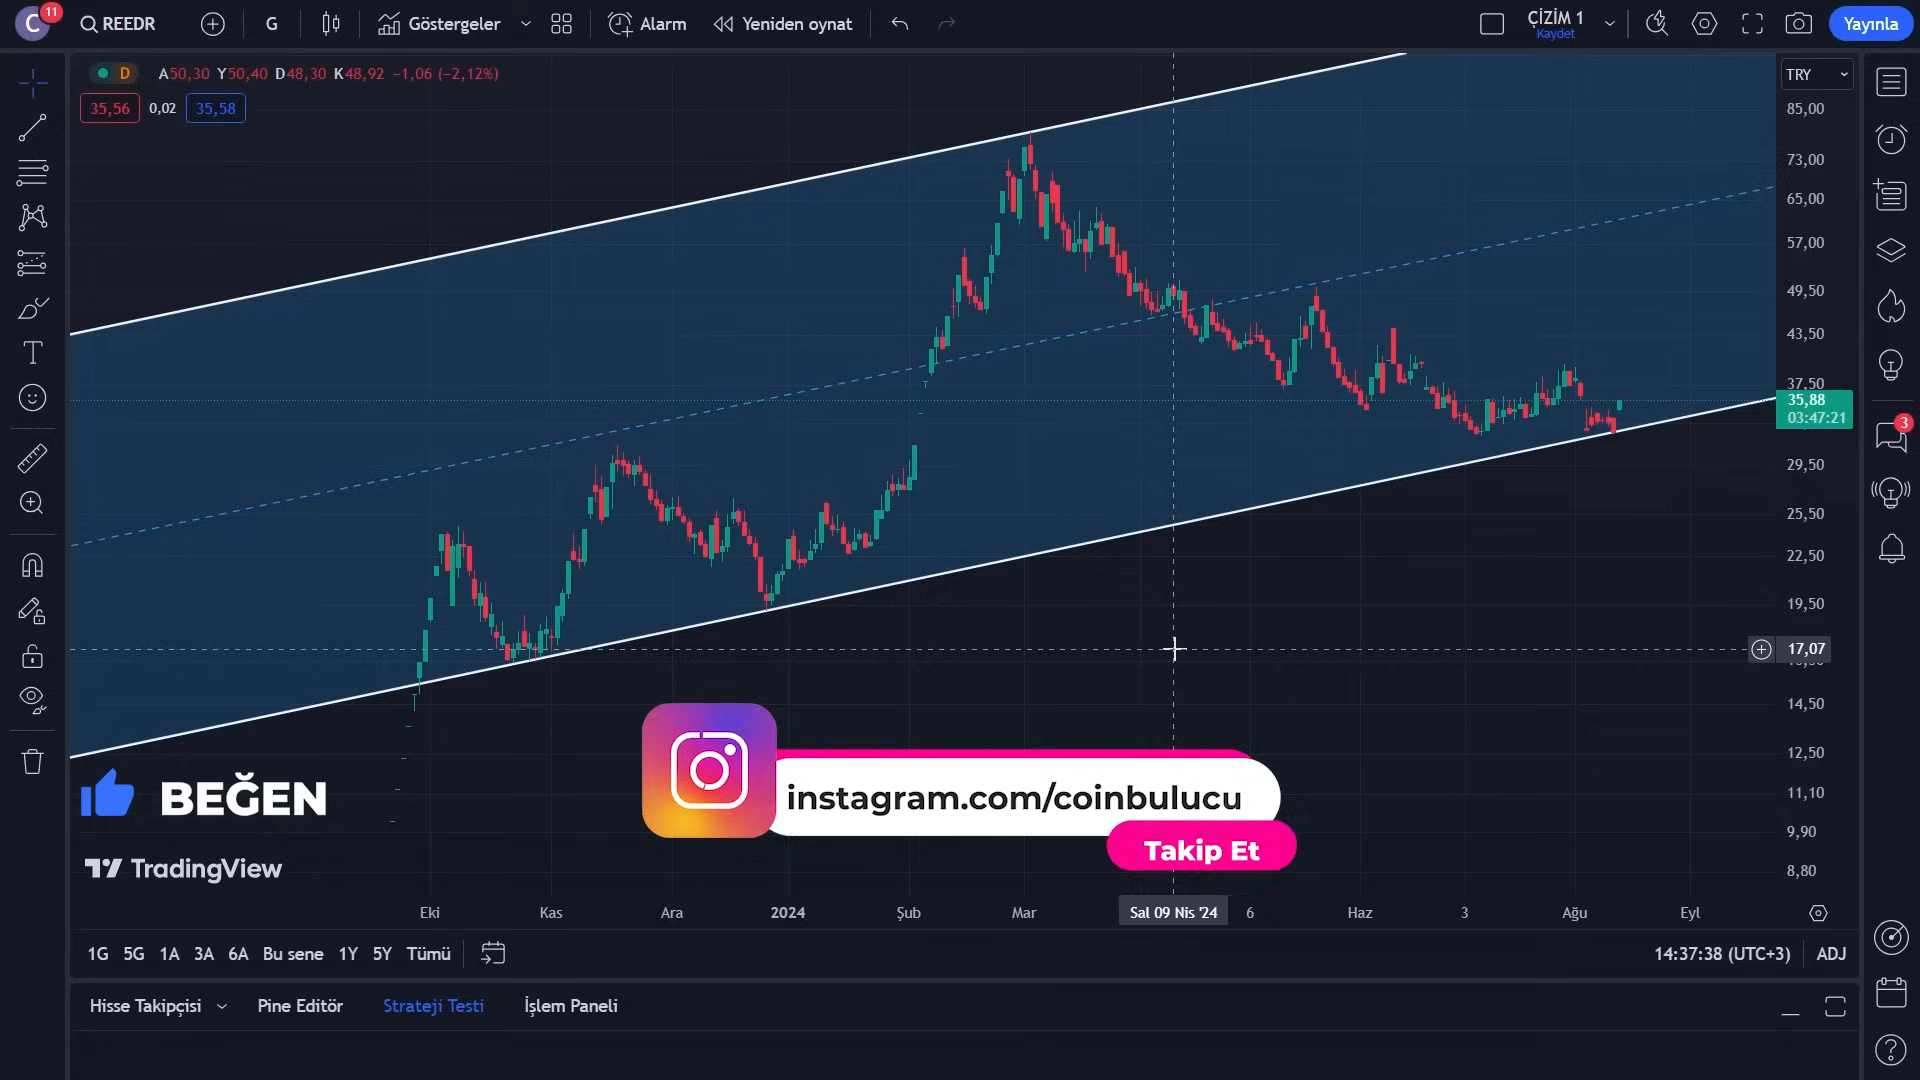 C 11 REEDR G Göstergeler Alarm Yeniden oynat ÇİZİM 1 Kaydet Yayınla
D A50,30 Y50,40 D48,30 K48,92 −1,06 (−2,12%)
35,56 0,02 35,58
TRY
85,00
73,00
65,00
57,00
49,50
43,50
37,50
35,88
03:47:21
3
29,50
25,50
22,50
19,50
17,07
14,50
12,50
11,10
9,90
8,80
BEĞEN
instagram.com/coinbulucu
Takip Et
TradingView
Eki Kas Ara 2024 Şub Mar Sal 09 Nis '24 6 Haz 3 Ağu Eyl
1G 5G 1A 3A 6A Bu sene 1Y 5Y Tümü 14:37:38 (UTC+3) ADJ
Hisse Takipçisi Pine Editör Strateji Testi İşlem Paneli